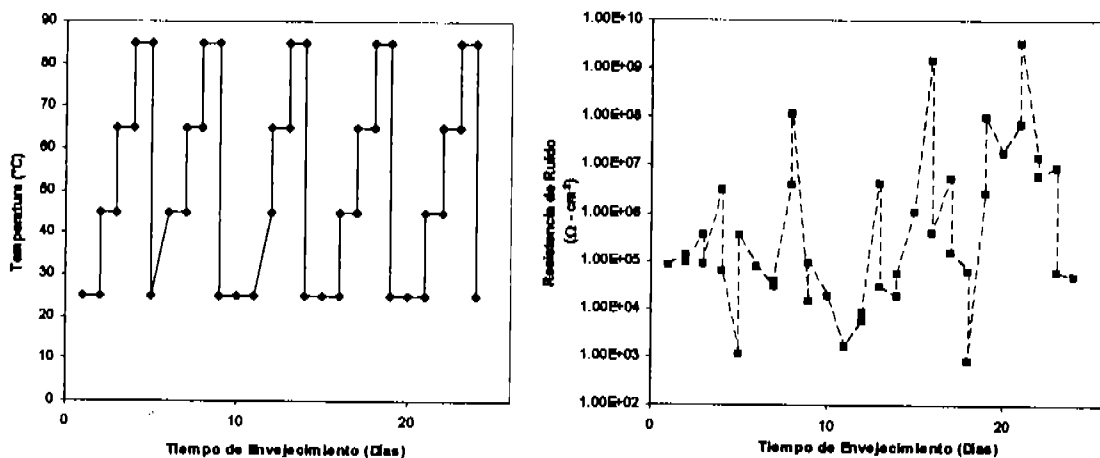 90
80
70
60
50
40
30
20
10
0
Temperatura (°C)
0
10
20
Tiempo de Envejecimiento (Dias)
1.00E+10
1.00E+09
1.00E+08
1.00E+07
1.00E+06
1.00E+05
1.00E+04
1.00E+03
1.00E+02
Resistencia de Ruido
(Ω - cm²)
0
10
20
Tiempo de Envejecimiento (Dias)